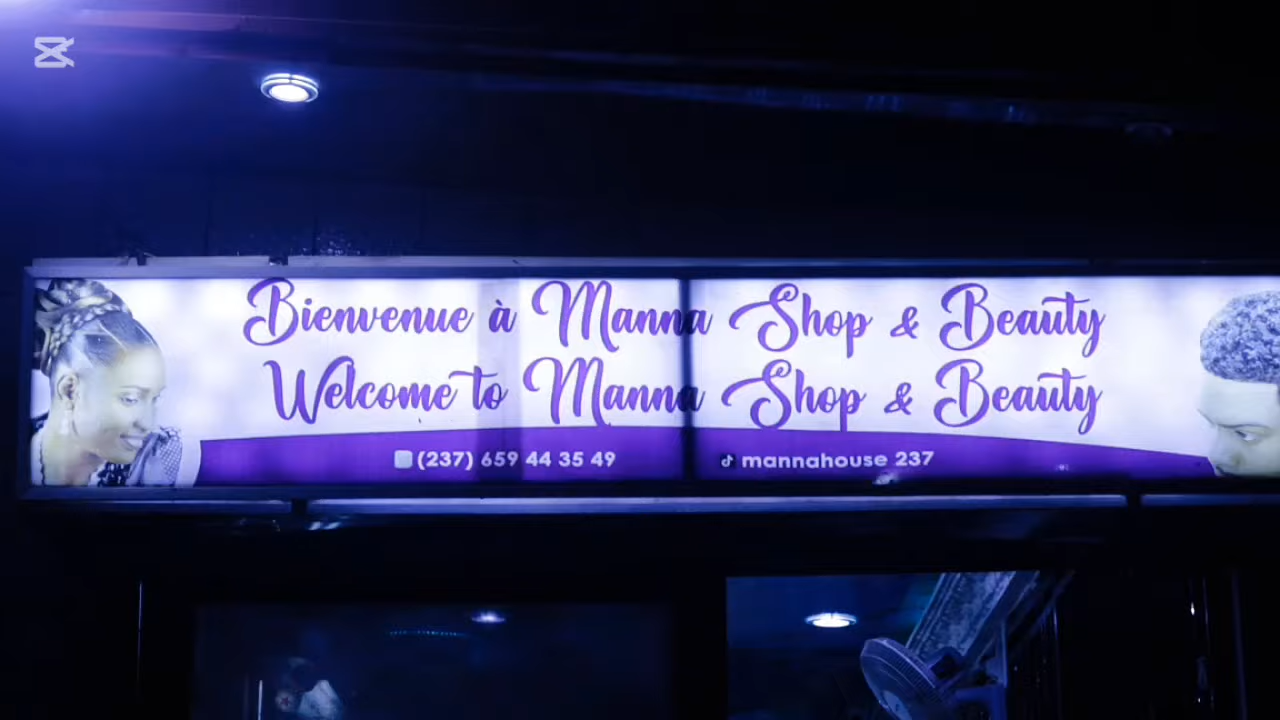 Bienvenue à Manna Shop & Beauty
Welcome to Manna Shop & Beauty
(237) 659 44 35 49
mannahouse 237